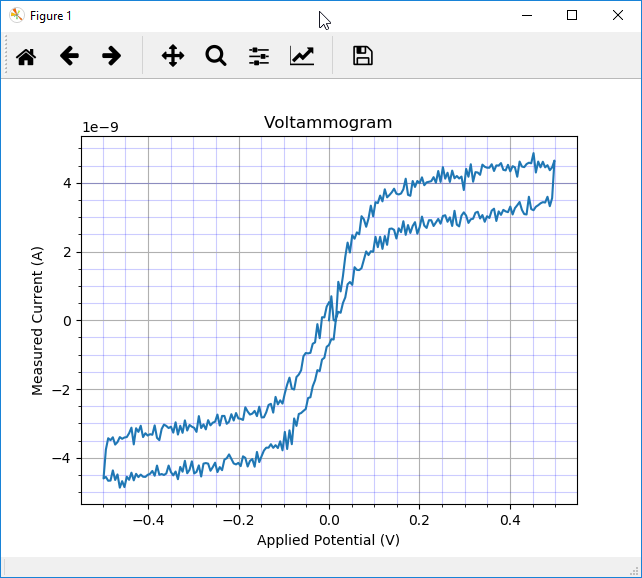 Figure 1
Voltammogram
1e−9
4
2
0
−2
−4
Measured Current (A)
−0.4 −0.2 0.0 0.2 0.4
Applied Potential (V)